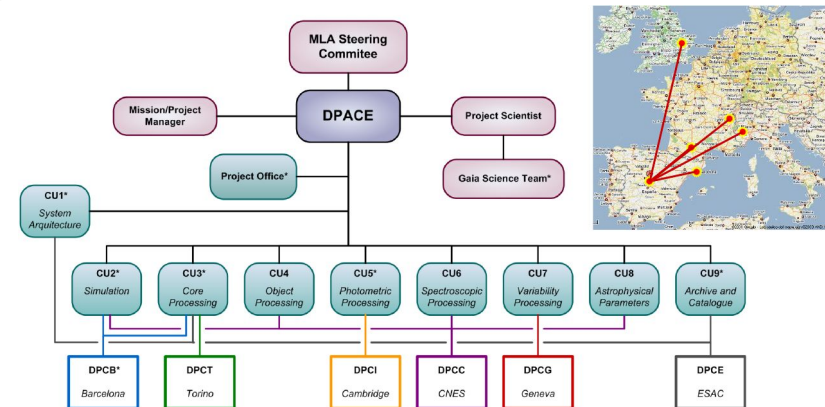 MLA Steering
Commitee
Mission/Project
Manager
DPACE
Project Scientist
Project Office*
Gaia Science Team*
CU1*
System
Arquitecture
CU2*
Simulation
CU3*
Core
Processing
CU4
Object
Processing
CU5*
Photometric
Processing
CU6
Spectroscopic
Processing
CU7
Variability
Processing
CU8
Astrophysical
Parameters
CU9*
Archive and
Catalogue
DPCB*
Barcelona
DPCT
Torino
DPCI
Cambridge
DPCC
CNES
DPCG
Geneva
DPCE
ESAC